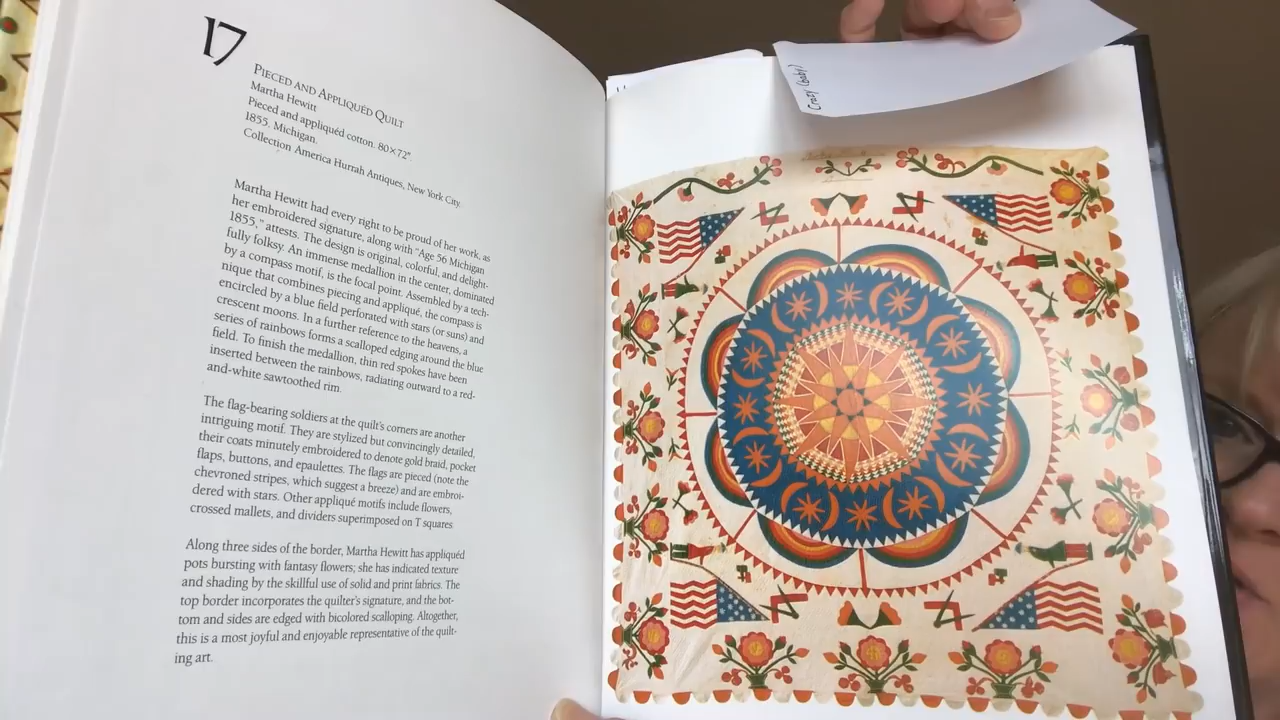 17
PIECED AND APPLIQUÉD QUILT
Martha Hewitt
Pieced and appliquéd cotton. 80×72".
1855. Michigan.
Collection America Hurrah Antiques, New York City.
Martha Hewitt had every right to be proud of her work, as
her embroidered signature, along with "Age 56 Michigan
1855," attests. The design is original, colorful, and delight-
fully folksy. An immense medallion in the center, dominated
by a compass motif, is the focal point. Assembled by a tech-
nique that combines piecing and appliqué, the compass is
encircled by a blue field perforated with stars (or suns) and
crescent moons. In a further reference to the heavens, a
series of rainbows forms a scalloped edging around the blue
field. To finish the medallion, thin red spokes have been
inserted between the rainbows, radiating outward to a red-
and-white sawtoothed rim.
The flag-bearing soldiers at the quilt's corners are another
intriguing motif. They are stylized but convincingly detailed,
their coats minutely embroidered to denote gold braid, pocket
flaps, buttons, and epaulettes. The flags are pieced (note the
chevroned stripes, which suggest a breeze) and are embroi-
dered with stars. Other appliqué motifs include flowers,
crossed mallets, and dividers superimposed on T squares.
Along three sides of the border, Martha Hewitt has appliquéd
pots bursting with fantasy flowers; she has indicated texture
and shading by the skillful use of solid and print fabrics. The
top border incorporates the quilter's signature, and the bot-
tom and sides are edged with bicolored scalloping. Altogether,
this is a most joyful and enjoyable representative of the quilt-
ing art.
Crazy (baby)